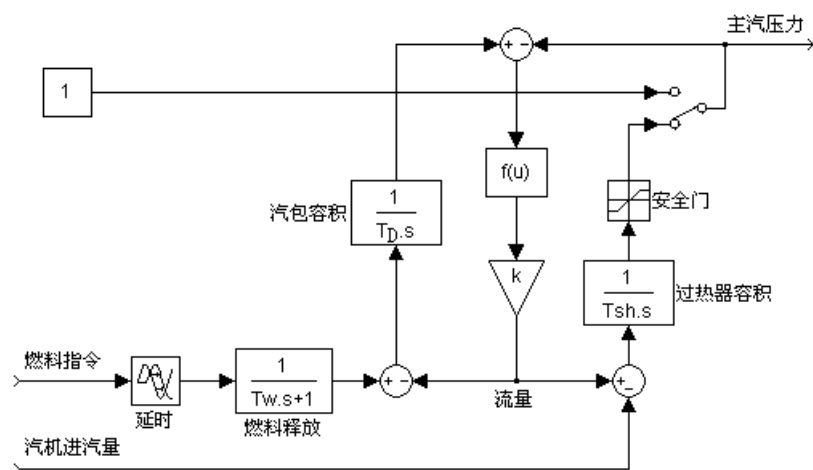 主汽压力
1
f(u)
汽包容积
1
T_D.s
安全门
k
1
Tsh.s
过热器容积
燃料指令
1
Tw.s+1
延时
燃料释放
流量
汽机进汽量